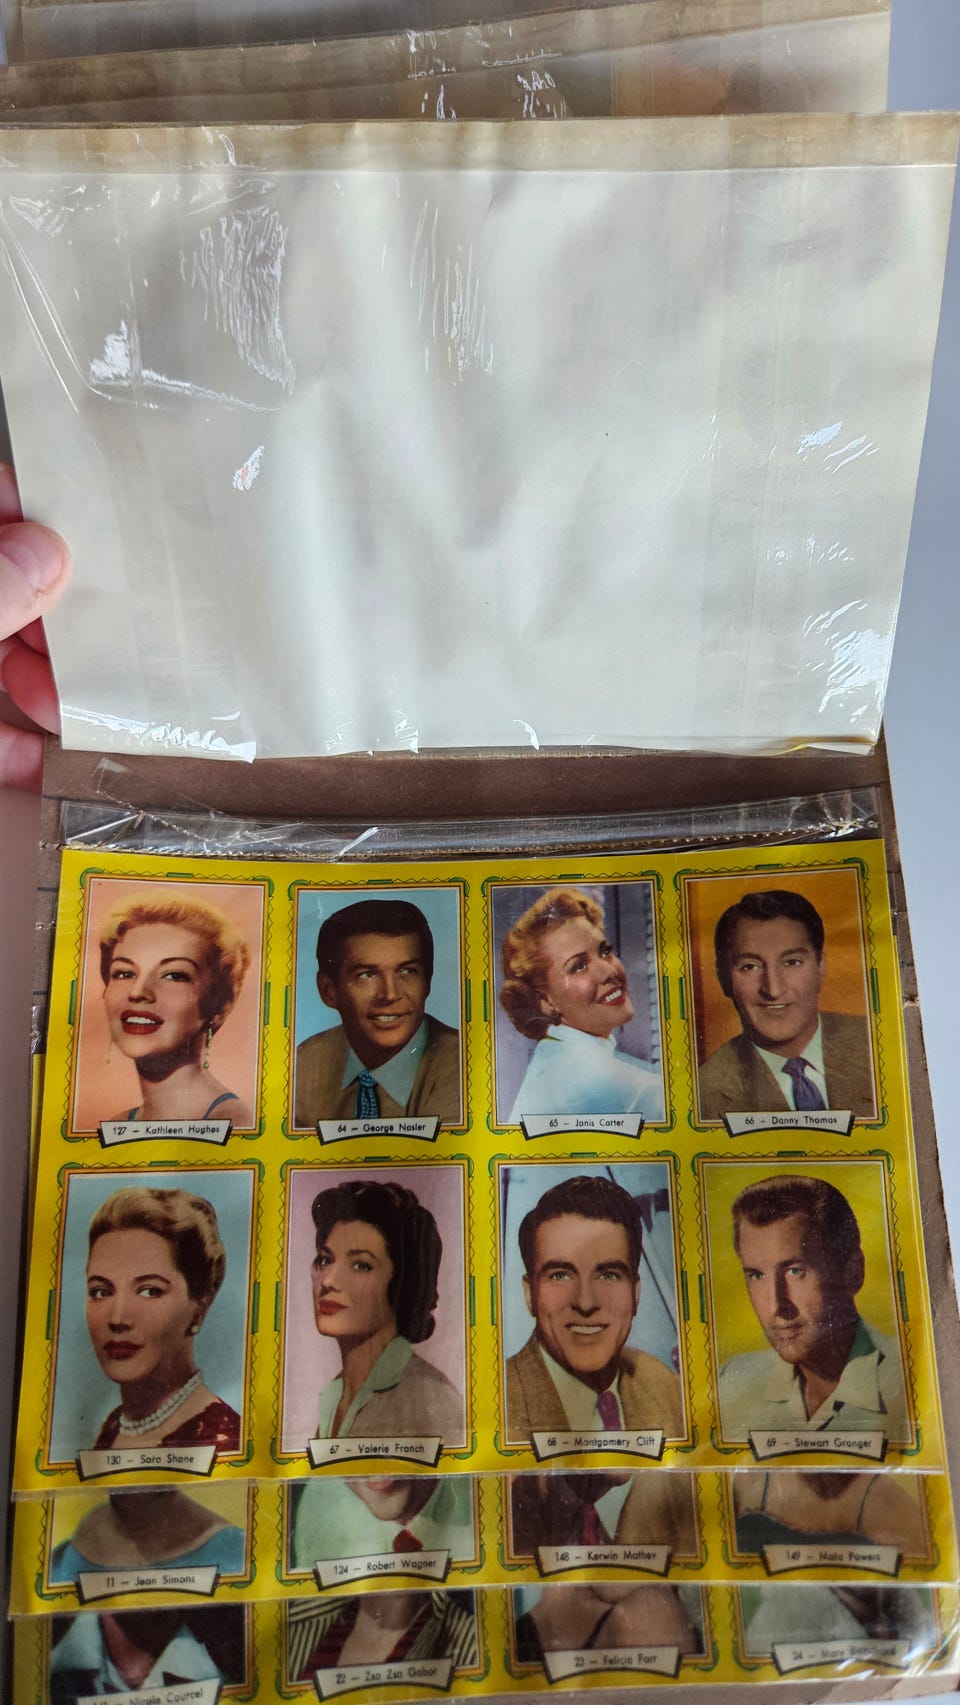 127 – Kathleen Hughes
64 – George Nasler
65 – Janis Carter
66 – Danny Thomas
130 – Sara Shane
67 – Valerie Franch
68 – Montgomery Clift
69 – Stewart Granger
11 – Jean Simons
124 – Robert Wagner
148 – Kerwin Mathev
149 – Mala Powers
Nicole Courcel
22 – Zsa Zsa Gabor
23 – Felicia Farr
24 – Mary Blanchard